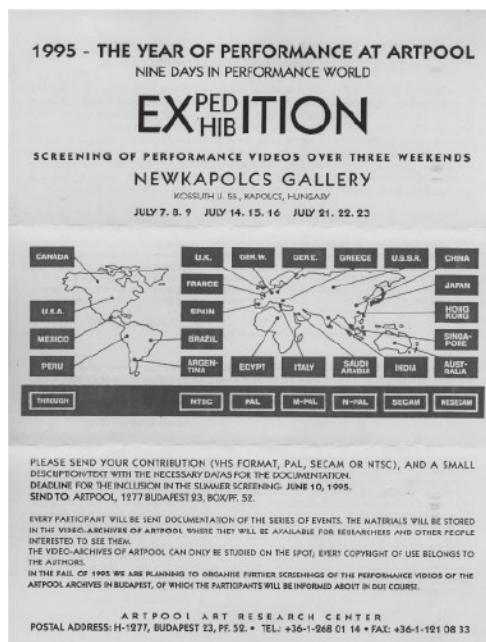 1995 - THE YEAR OF PERFORMANCE AT ARTPOOL
NINE DAYS IN PERFORMANCE WORLD
EXPEDITION
EXHIBITION
SCREENING OF PERFORMANCE VIDEOS OVER THREE WEEKENDS
NEWKAPOLCS GALLERY
KOSSUTH U. 55., KAPOLCS, HUNGARY
JULY 7. 8. 9 JULY 14. 15. 16 JULY 21. 22. 23
CANADA U.K. GER.W. GER.E. GREECE U.S.S.R. CHINA
FRANCE JAPAN
U.S.A. SPAIN HONG KONG
MEXICO BRAZIL SINGA-PORE
PERU ARGEN-TINA EGYPT ITALY SAUDI ARABIA INDIA AUST-RALIA
THROUGH NTSC PAL M-PAL N-PAL SECAM MESECAM
PLEASE SEND YOUR CONTRIBUTION (VHS FORMAT, PAL, SECAM OR NTSC), AND A SMALL
DESCRIPTION/TEXT WITH THE NECESSARY DATAS FOR THE DOCUMENTATION.
DEADLINE FOR THE INCLUSION IN THE SUMMER SCREENING: JUNE 10, 1995.
SEND TO: ARTPOOL, 1277 BUDAPEST 23, BOX/PF. 52.
EVERY PARTICIPANT WILL BE SENT DOCUMENTATION OF THE SERIES OF EVENTS. THE MATERIALS WILL BE STORED
IN THE VIDEO-ARCHIVES OF ARTPOOL WHERE THEY WILL BE AVAILABLE FOR RESEARCHERS AND OTHER PEOPLE
INTERESTED TO SEE THEM.
THE VIDEO-ARCHIVES OF ARTPOOL CAN ONLY BE STUDIED ON THE SPOT; EVERY COPYRIGHT OF USE BELONGS TO
THE AUTHORS.
IN THE FALL OF 1995 WE ARE PLANNING TO ORGANISE FURTHER SCREENINGS OF THE PERFORMANCE VIDEOS OF THE
ARTPOOL ARCHIVES IN BUDAPEST, OF WHICH THE PARTICIPANTS WILL BE INFORMED ABOUT IN DUE COURSE.
ARTPOOL ART RESEARCH CENTER
POSTAL ADDRESS: H-1277, BUDAPEST 23, PF. 52. • TEL.: +36-1-268 01 14 • FAX: +36-1-121 08 33